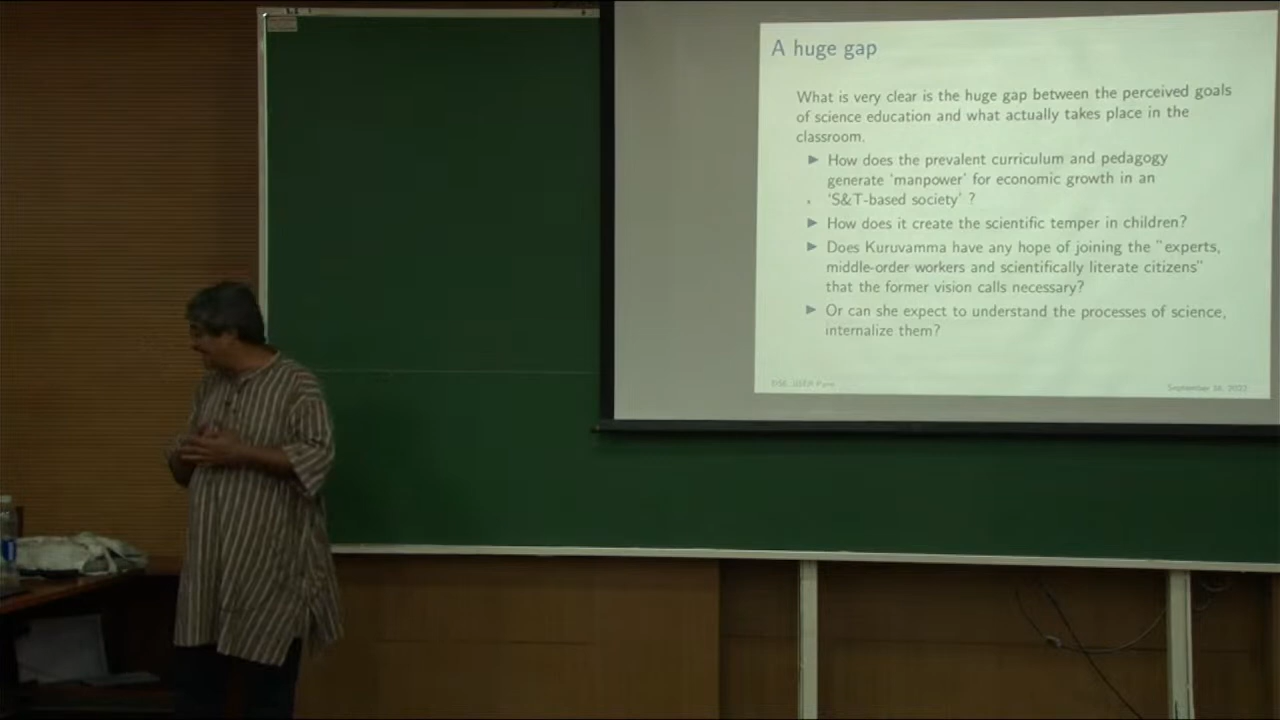 A huge gap
What is very clear is the huge gap between the perceived goals
of science education and what actually takes place in the
classroom.
► How does the prevalent curriculum and pedagogy
generate 'manpower' for economic growth in an
'S&T-based society' ?
► How does it create the scientific temper in children?
► Does Kuruvamma have any hope of joining the "experts,
middle-order workers and scientifically literate citizens"
that the former vision calls necessary?
► Or can she expect to understand the processes of science,
internalize them?
IISER Pune
September